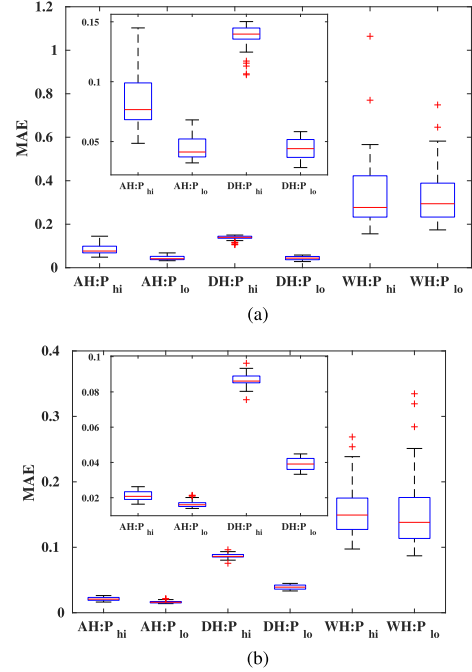 1.2
1
0.8
0.6
0.4
0.2
0
MAE
0.15
0.1
0.05
AH:P hi AH:P lo DH:P hi DH:P lo
AH:P hi AH:P lo DH:P hi DH:P lo WH:P hi WH:P lo
(a)
0.4
0.3
0.2
0.1
0
MAE
0.1
0.08
0.06
0.04
0.02
AH:P hi AH:P lo DH:P hi DH:P lo
AH:P hi AH:P lo DH:P hi DH:P lo WH:P hi WH:P lo
(b)